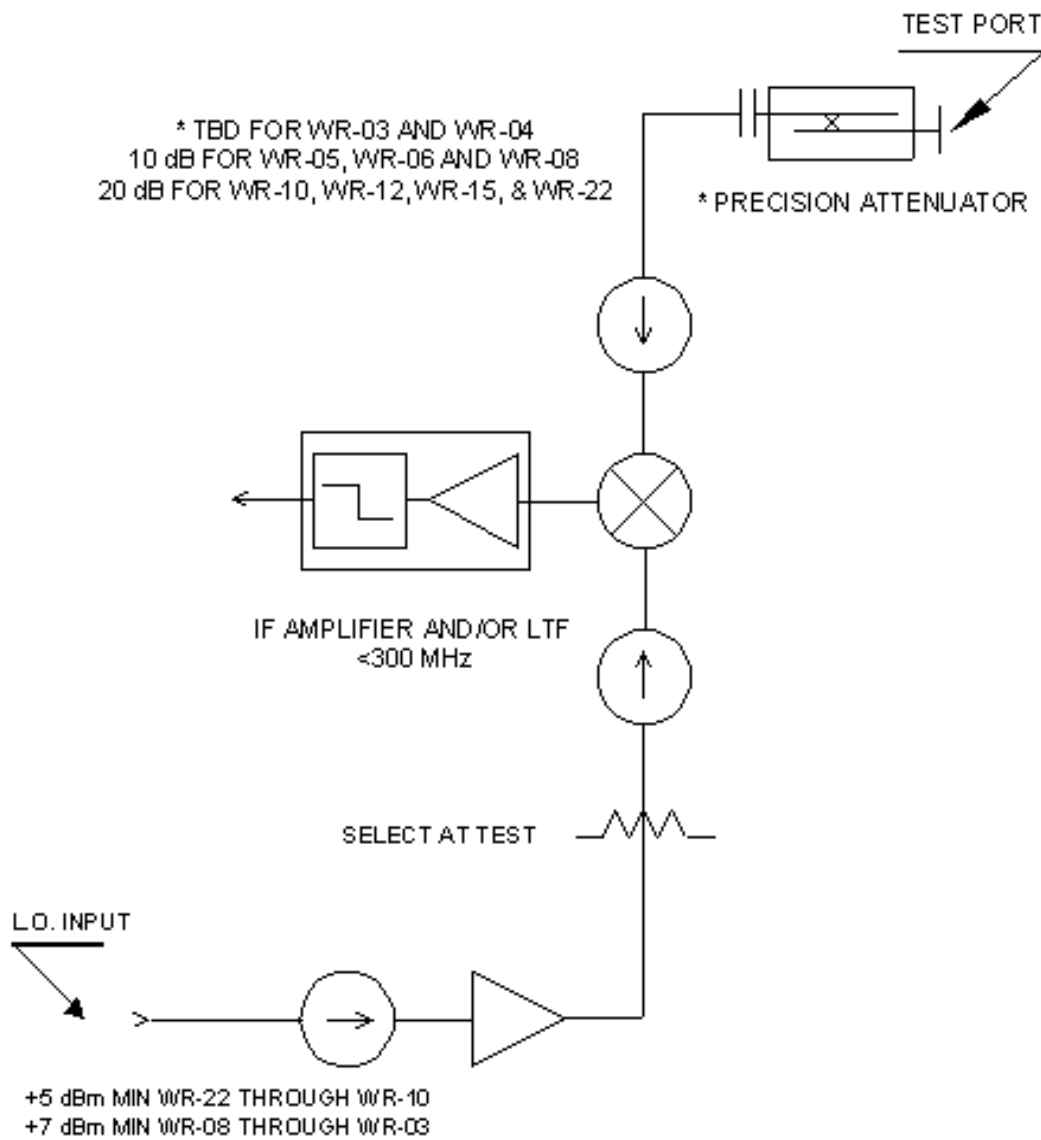 TEST PORT
* TBD FOR WR-03 AND WR-04
10 dB FOR WR-05, WR-06 AND WR-08
20 dB FOR WR-10, WR-12, WR-15, & WR-22
* PRECISION ATTENUATOR
IF AMPLIFIER AND/OR LTF
<300 MHz
SELECT AT TEST
L.O. INPUT
+5 dBm MIN WR-22 THROUGH WR-10
+7 dBm MIN WR-08 THROUGH WR-03